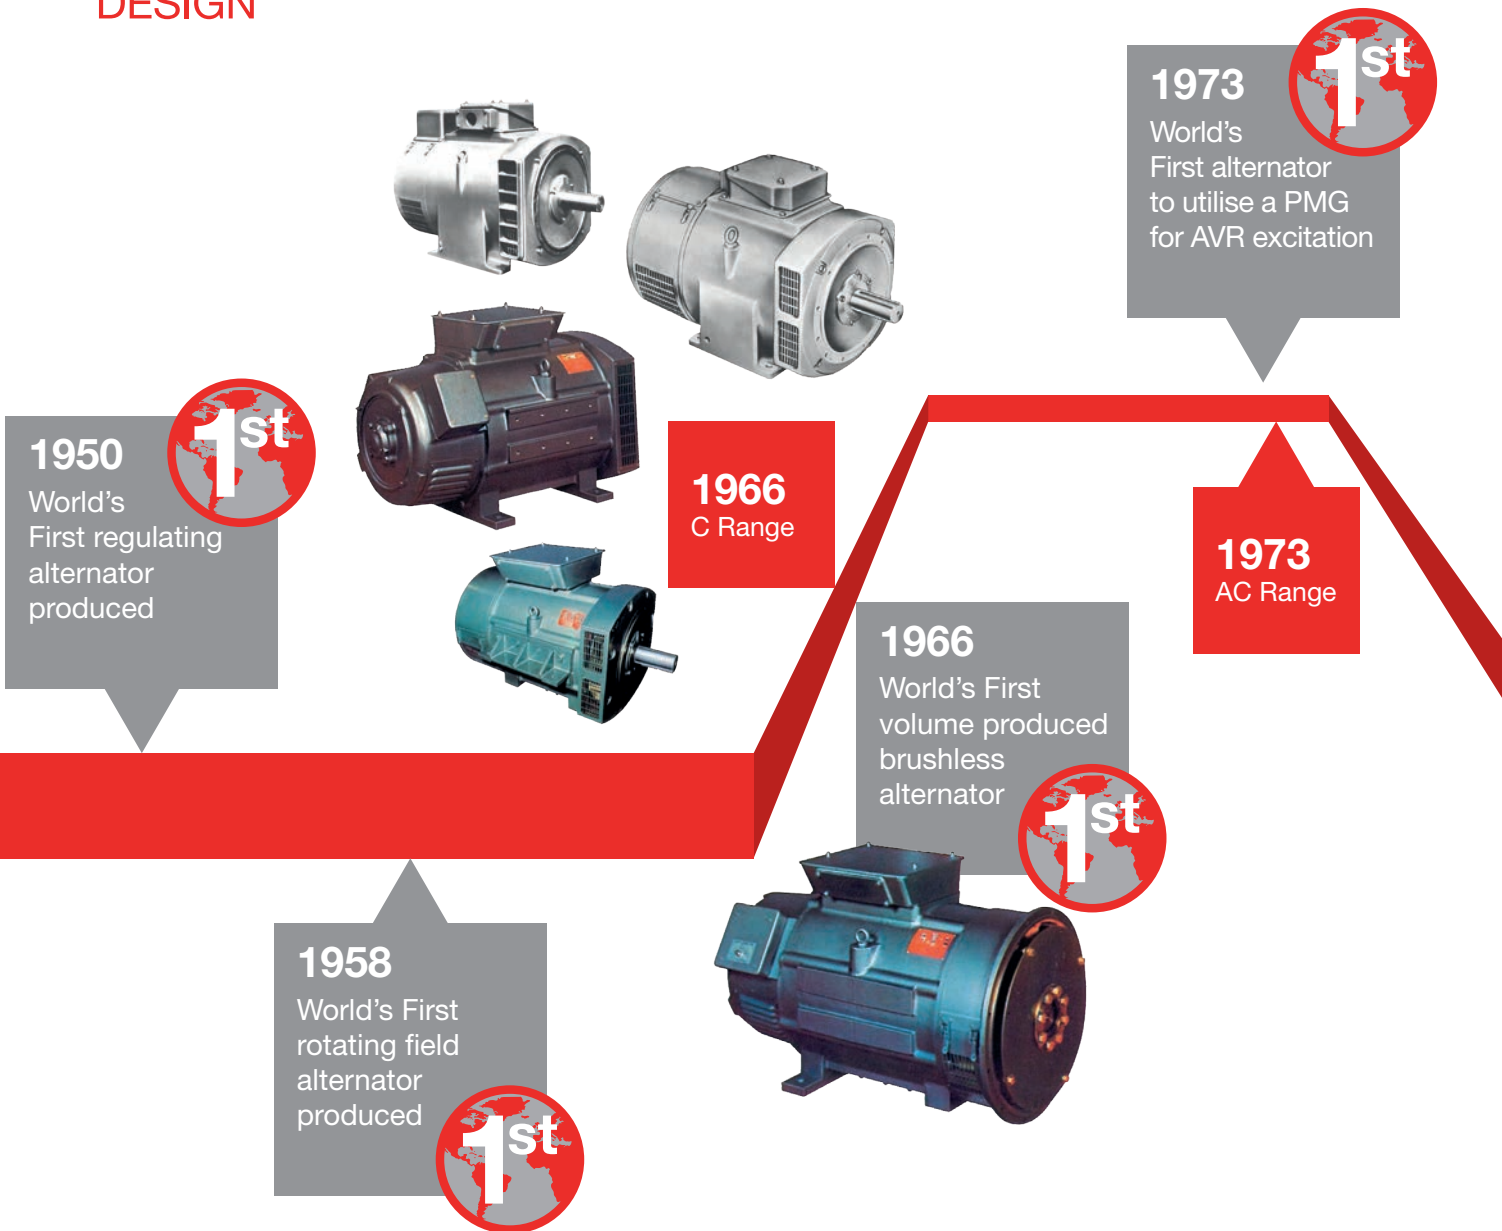 DESIGN
1973
World's
First alternator
to utilise a PMG
for AVR excitation
1st
1950
World's
First regulating
alternator
produced
1st
1966
C Range
1973
AC Range
1966
World's First
volume produced
brushless
alternator
1st
1958
World's First
rotating field
alternator
produced
1st